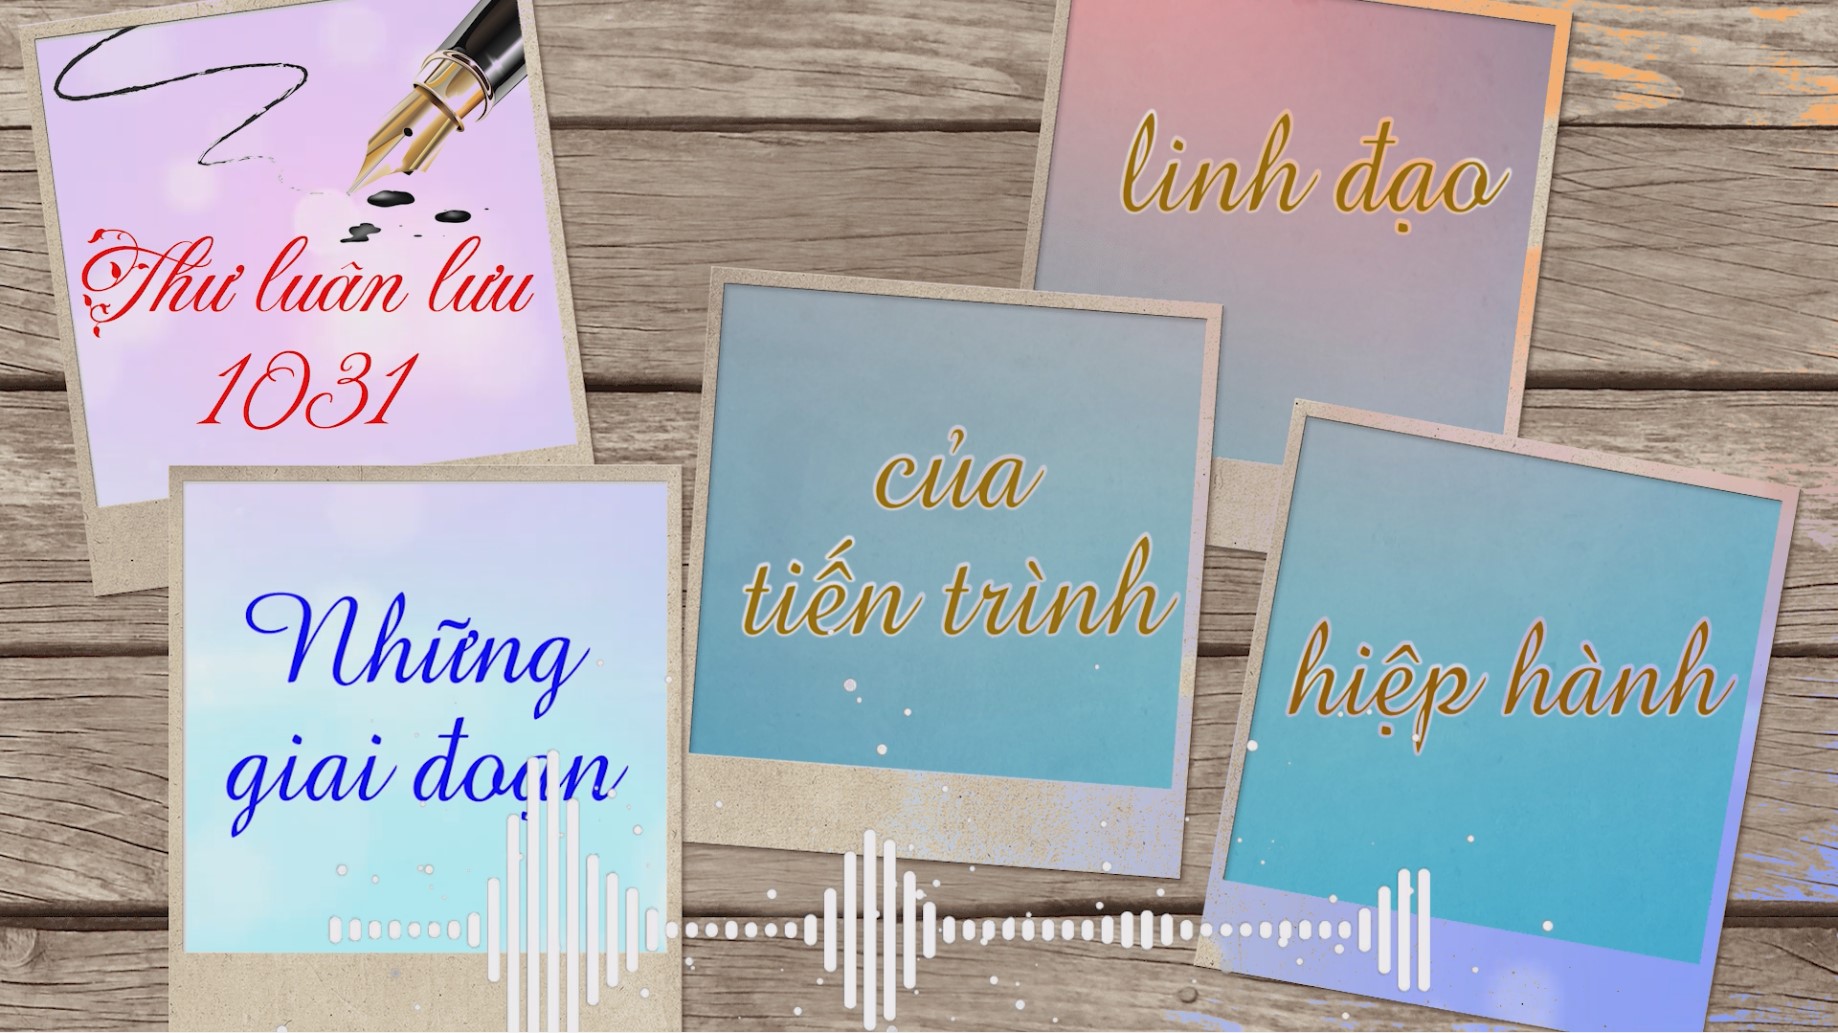 Thư luân lưu
1031
Những
giai đoạn
linh đạo
của
tiến trình
hiệp hành